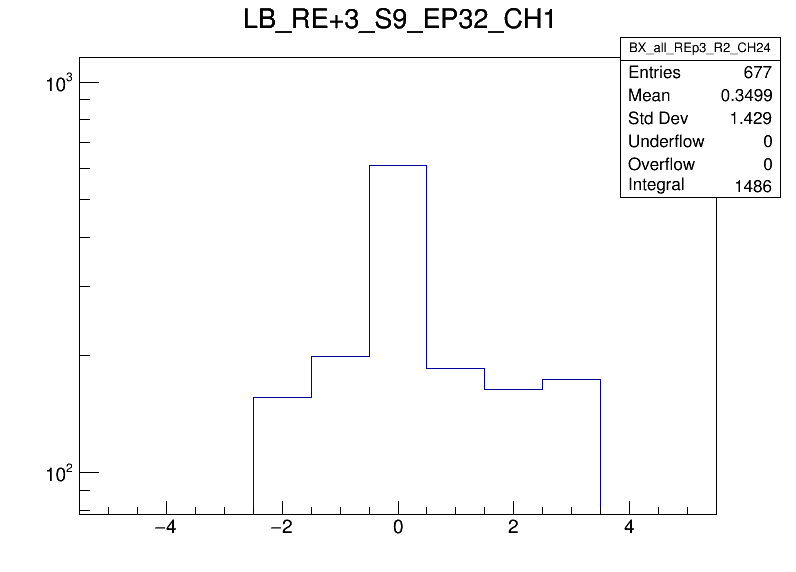 LB_RE+3_S9_EP32_CH1
BX_all_REp3_R2_CH24
Entries 677
Mean 0.3499
Std Dev 1.429
Underflow 0
Overflow 0
Integral 1486
10³
10²
−4 −2 0 2 4